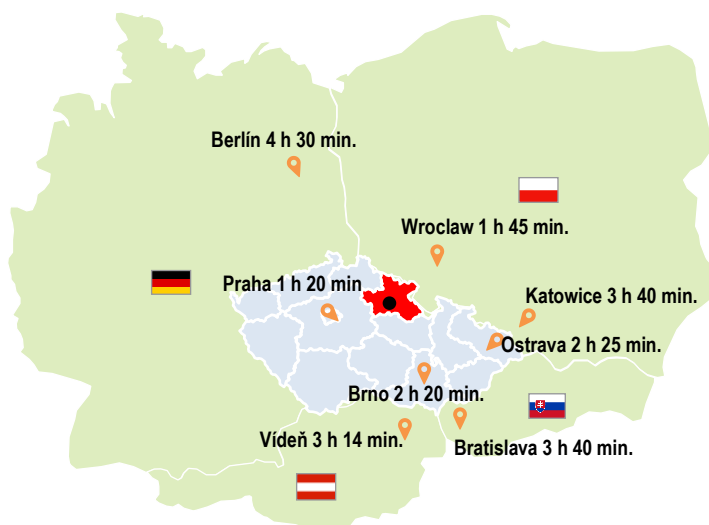 Berlín 4 h 30 min.
Wroclaw 1 h 45 min.
Praha 1 h 20 min
Katowice 3 h 40 min.
Ostrava 2 h 25 min.
Brno 2 h 20 min.
Vídeň 3 h 14 min.
Bratislava 3 h 40 min.